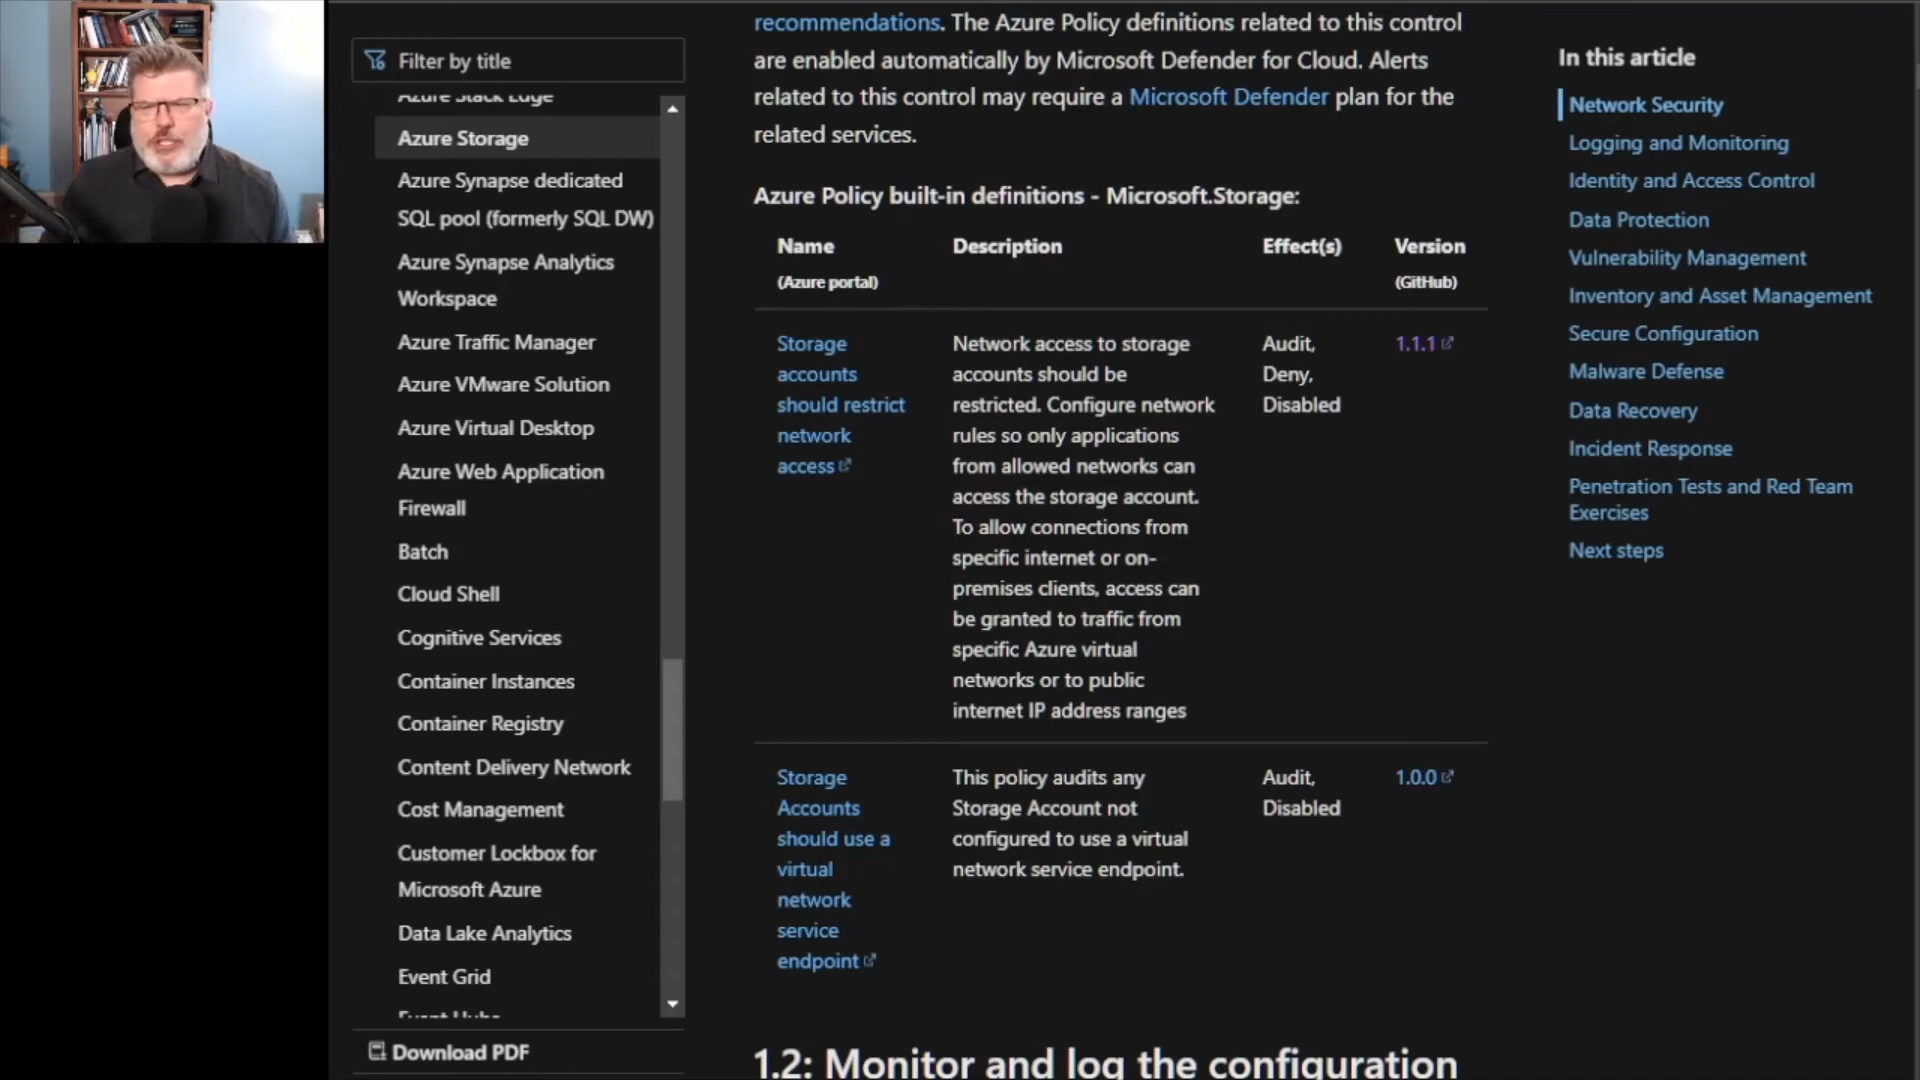 Filter by title
Azure Stack Edge
Azure Storage
Azure Synapse dedicated
SQL pool (formerly SQL DW)
Azure Synapse Analytics
Workspace
Azure Traffic Manager
Azure VMware Solution
Azure Virtual Desktop
Azure Web Application
Firewall
Batch
Cloud Shell
Cognitive Services
Container Instances
Container Registry
Content Delivery Network
Cost Management
Customer Lockbox for
Microsoft Azure
Data Lake Analytics
Event Grid
Event Hubs
Download PDF
recommendations. The Azure Policy definitions related to this control
are enabled automatically by Microsoft Defender for Cloud. Alerts
related to this control may require a Microsoft Defender plan for the
related services.
Azure Policy built-in definitions - Microsoft.Storage:
Name Description Effect(s) Version
(Azure portal) (GitHub)
Storage Network access to storage Audit, 1.1.1
accounts accounts should be Deny,
should restrict restricted. Configure network Disabled
network rules so only applications
access from allowed networks can
access the storage account.
To allow connections from
specific internet or on-
premises clients, access can
be granted to traffic from
specific Azure virtual
networks or to public
internet IP address ranges
Storage This policy audits any Audit, 1.0.0
Accounts Storage Account not Disabled
should use a configured to use a virtual
virtual network service endpoint.
network
service
endpoint
1.2: Monitor and log the configuration
In this article
Network Security
Logging and Monitoring
Identity and Access Control
Data Protection
Vulnerability Management
Inventory and Asset Management
Secure Configuration
Malware Defense
Data Recovery
Incident Response
Penetration Tests and Red Team
Exercises
Next steps